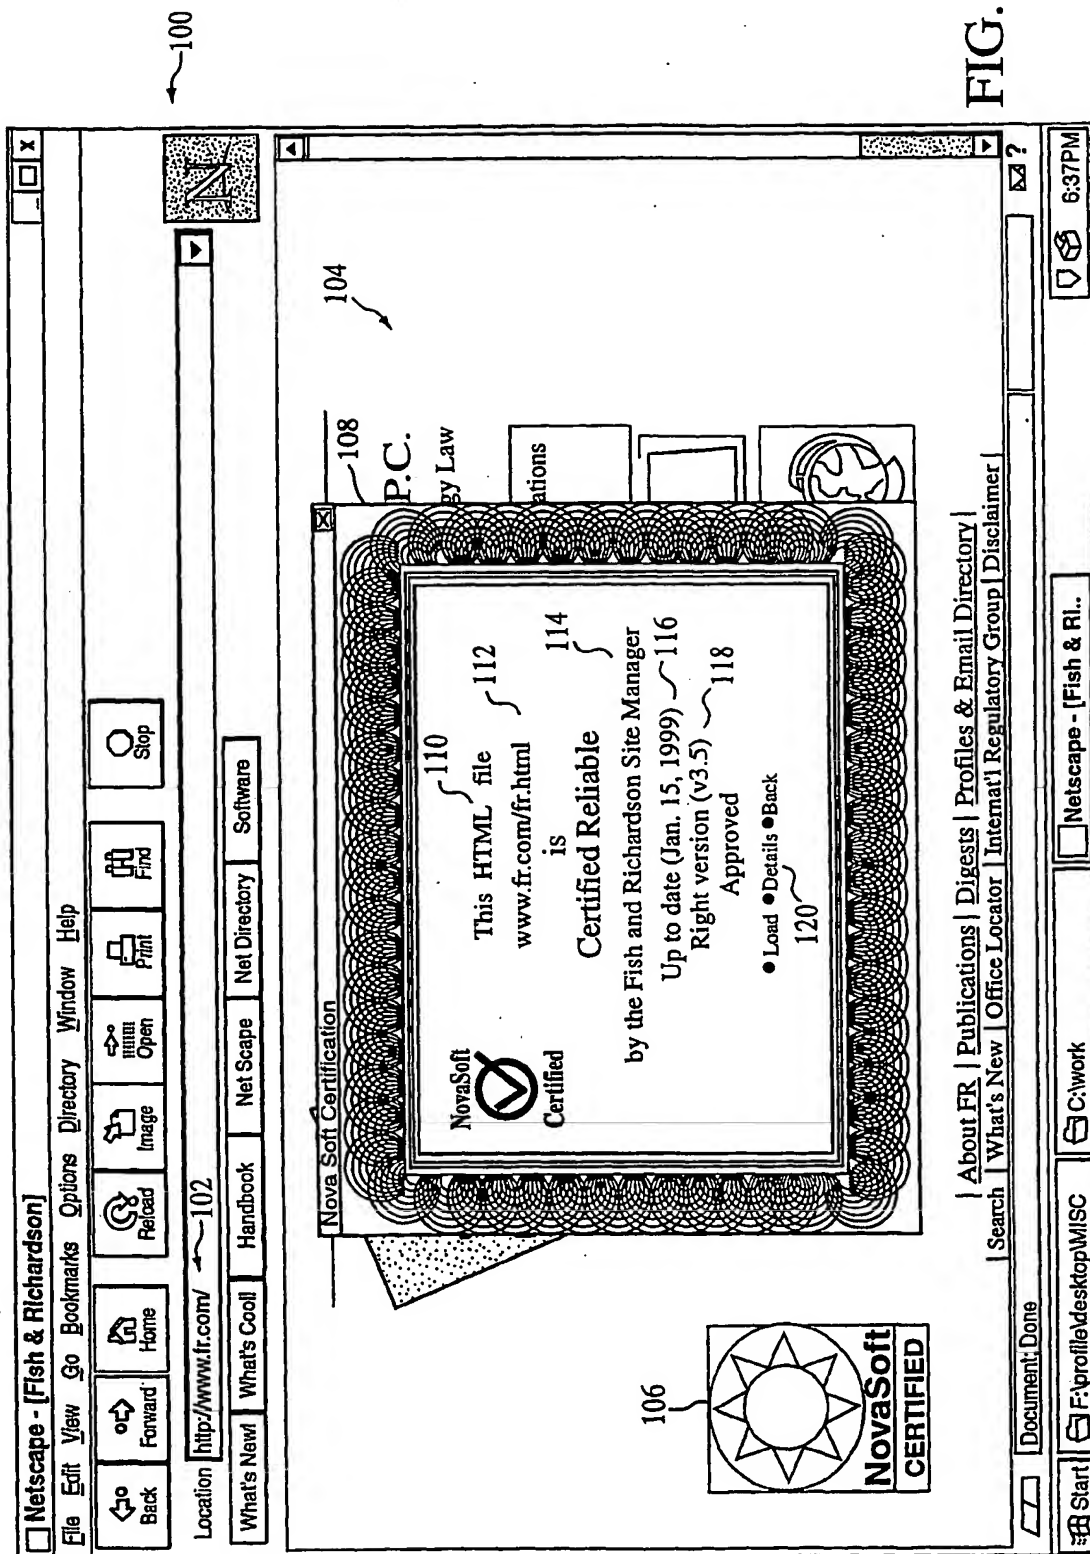 100
Netscape - [Fish & Richardson]
File Edit View Go Bookmarks Options Directory Window Help
Back Forward Home Reload Image Open Print Find Stop
N
Location http://www.fr.com/ 102
What's New! What's Cool! Handbook Net Scape Net Directory Software
104
108
Nova Soft Certification
P.C.
gy Law
ations
NovaSoft
Certified
110
This HTML file
112
www.fr.com/fr.html
is
Certified Reliable
114
by the Fish and Richardson Site Manager
Up to date (Jan. 15, 1999) 116
Right version (v3.5) 118
Approved
●Load ●Details ●Back
120
106
NovaSoft
CERTIFIED
| About FR | Publications | Digests | Profiles & Email Directory |
| Search | What's New | Office Locator | Internat'l Regulatory Group | Disclaimer |
Document: Done
?
Start F:\profile\desktop\MISC C:\work Netscape - [Fish & Ri.. 6:37PM
FIG.